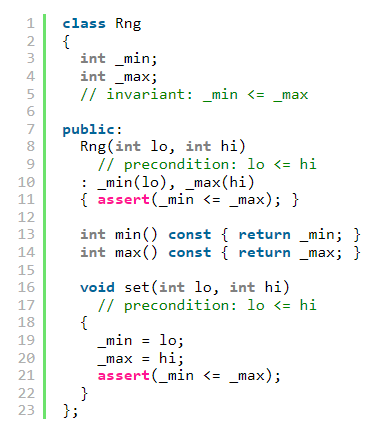 1 class Rng
2 {
3   int _min;
4   int _max;
5   // invariant: _min <= _max
6
7 public:
8   Rng(int lo, int hi)
9     // precondition: lo <= hi
10   : _min(lo), _max(hi)
11   { assert(_min <= _max); }
12
13   int min() const { return _min; }
14   int max() const { return _max; }
15
16   void set(int lo, int hi)
17     // precondition: lo <= hi
18   {
19     _min = lo;
20     _max = hi;
21     assert(_min <= _max);
22   }
23 };